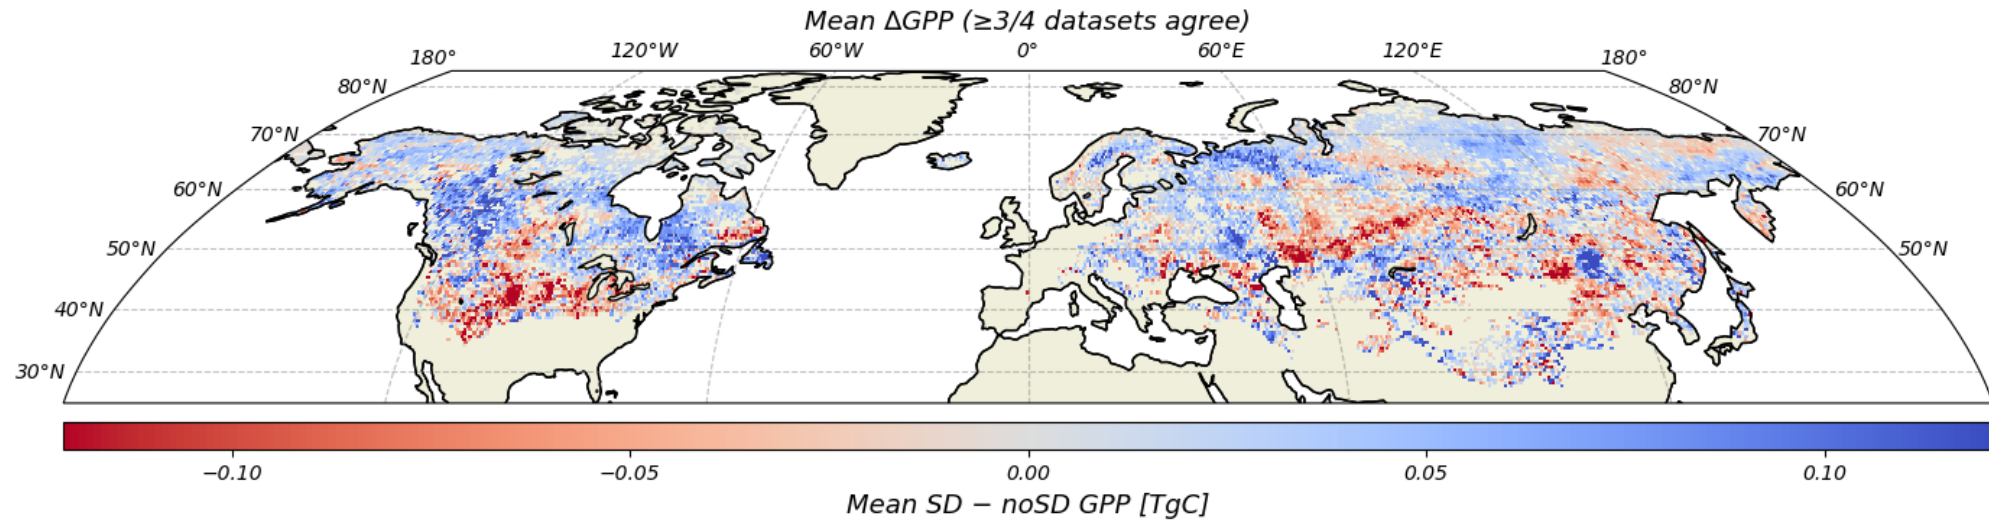 Mean ΔGPP (≥3/4 datasets agree)
180° 120°W 60°W 0° 60°E 120°E 180°
80°N 80°N
70°N 70°N
60°N 60°N
50°N 50°N
40°N 40°N
30°N 30°N
−0.10 −0.05 0.00 0.05 0.10
Mean SD − noSD GPP [TgC]